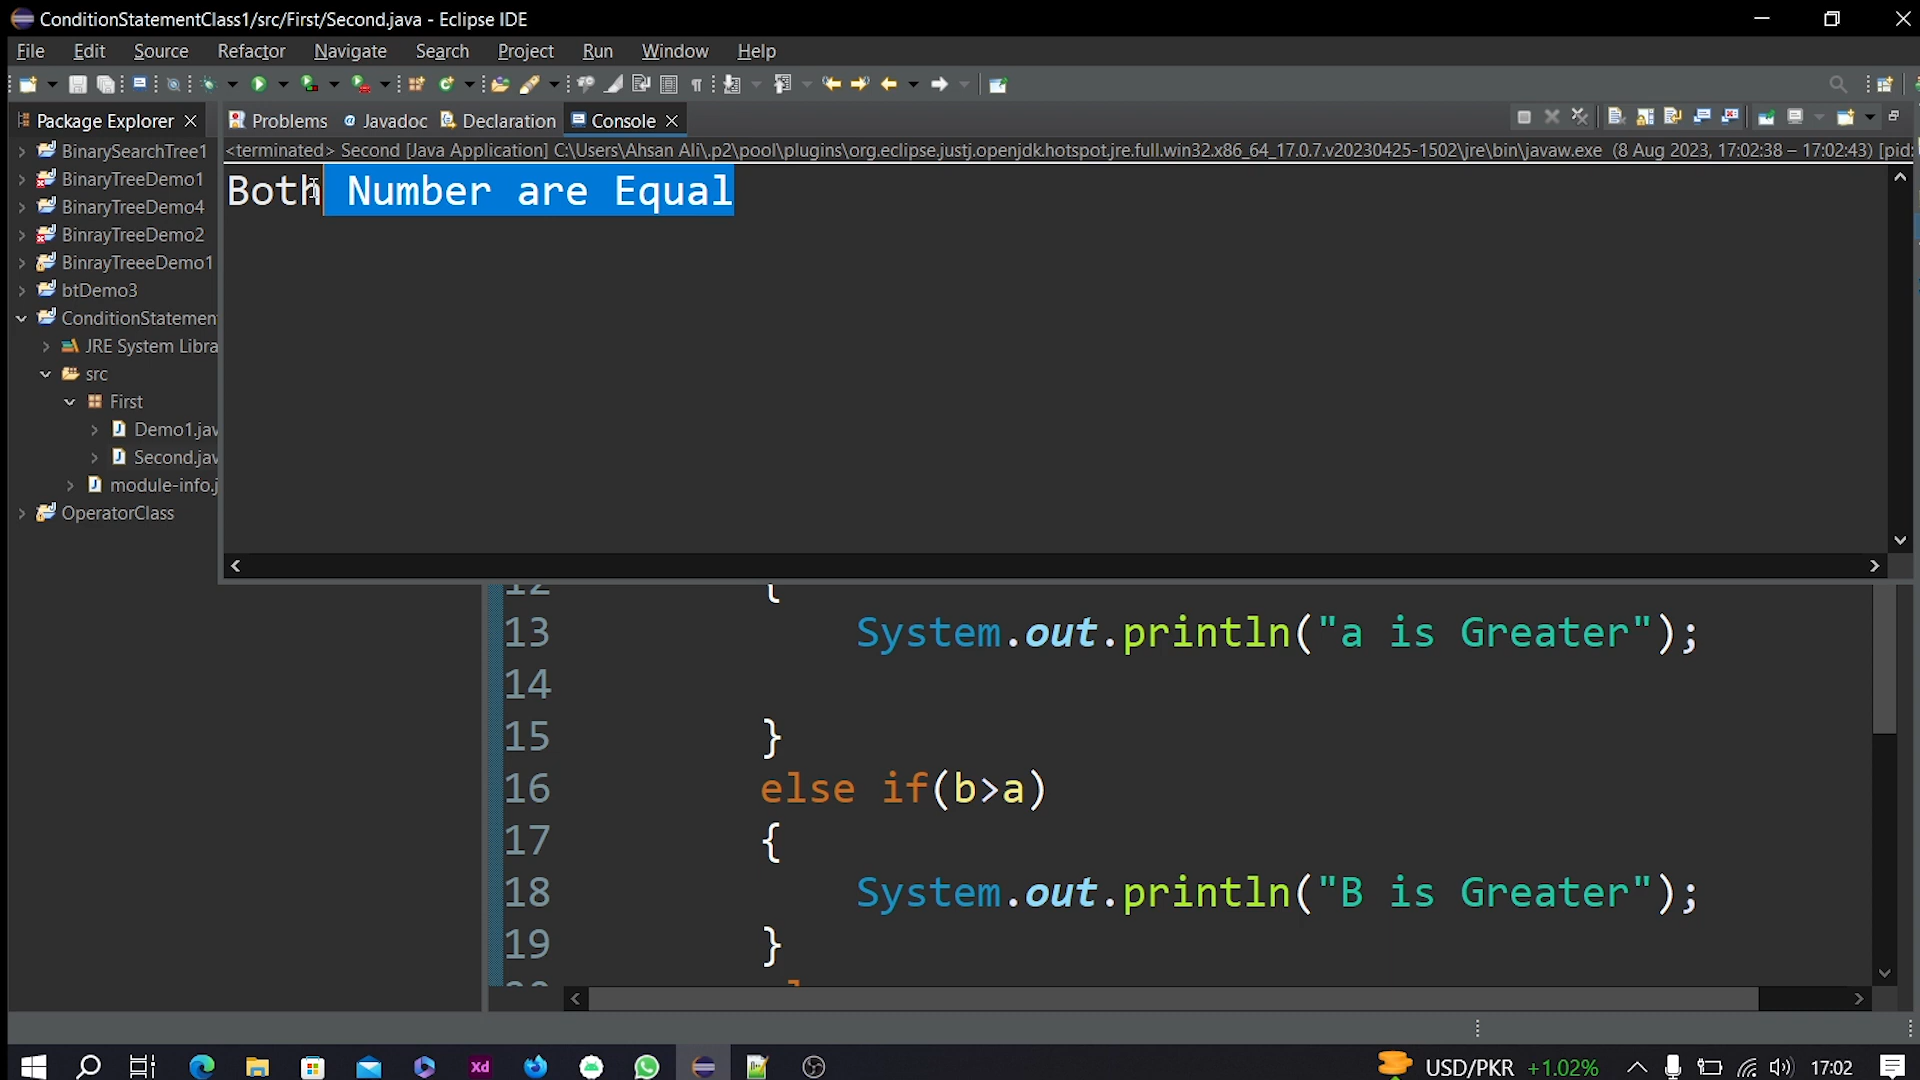 ConditionStatementClass1/src/First/Second.java - Eclipse IDE
File Edit Source Refactor Navigate Search Project Run Window Help
Package Explorer
Problems Javadoc Declaration Console
<terminated> Second [Java Application] C:\Users\Ahsan Ali\.p2\pool\plugins\org.eclipse.justj.openjdk.hotspot.jre.full.win32.x86_64_17.0.7.v20230425-1502\jre\bin\javaw.exe (8 Aug 2023, 17:02:38 – 17:02:43) [pid:
Both Number are Equal
BinarySearchTree1
BinaryTreeDemo1
BinaryTreeDemo4
BinrayTreeDemo2
BinrayTreeeDemo1
btDemo3
ConditionStatement
JRE System Libra
src
First
Demo1.jav
Second.jav
module-info.j
OperatorClass
12 {
13 System.out.println("a is Greater");
14
15 }
16 else if(b>a)
17 {
18 System.out.println("B is Greater");
19 }
USD/PKR +1.02% 17:02